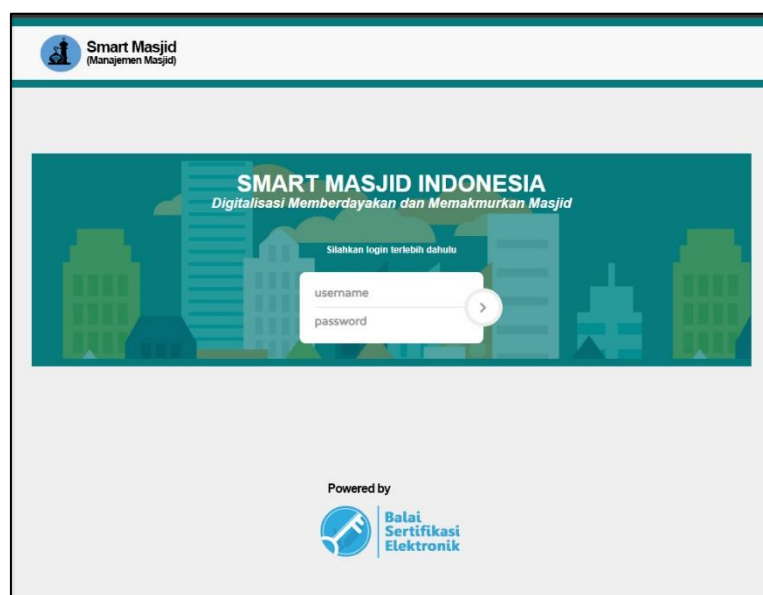 Smart Masjid
(Manajemen Masjid)
SMART MASJID INDONESIA
Digitalisasi Memberdayakan dan Memakmurkan Masjid
Silahkan login terlebih dahulu
username
password
Powered by
Balai
Sertifikasi
Elektronik